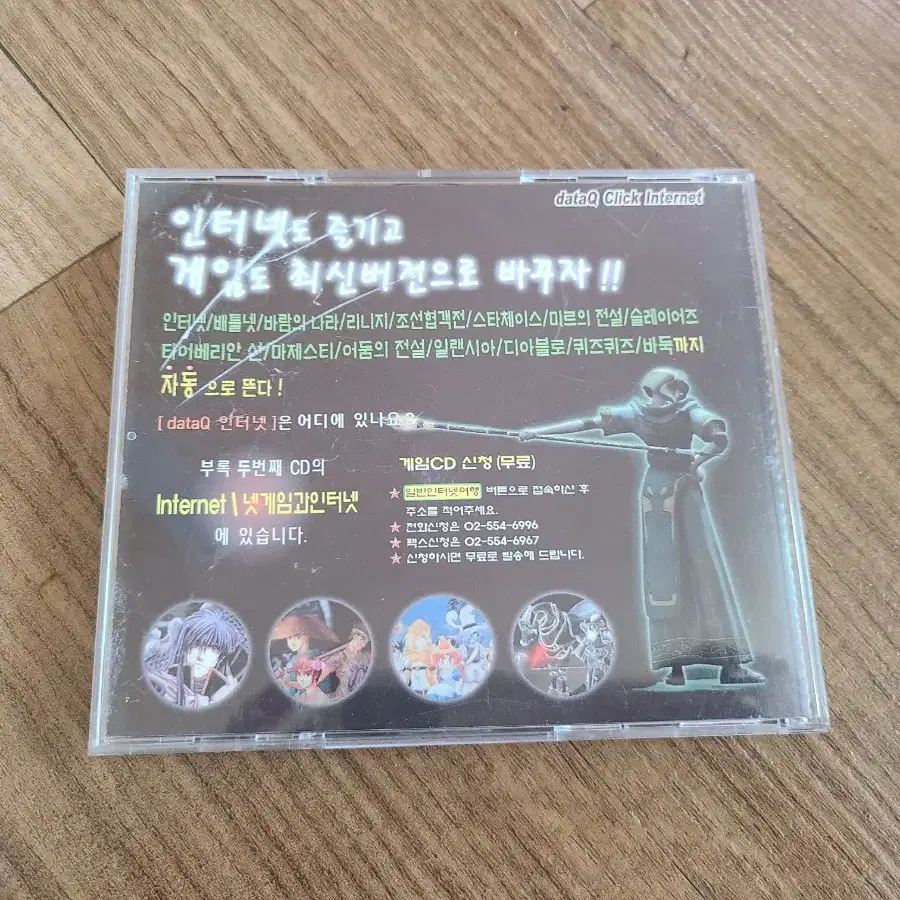 dataQ Click Internet
인터넷도 즐기고
게임도 최신버전으로 바꾸자 !!
인터넷/배틀넷/바람의 나라/리니지/조선협객전/스타체이스/미르의 전설/슬레이어즈
타이베리안 선/마제스티/어둠의 전설/일랜시아/디아블로/퀴즈퀴즈/바둑까지
자동 으로 뜬다 !
[ dataQ 인터넷 ]은 어디에 있나요?
부록 두번째 CD의
Internet \ 넷게임과인터넷
에 있습니다.
게임CD 신청 (무료)
★ 일반인터넷여행 버튼으로 접속하신 후
주소를 적어주세요.
★ 전화신청은 02-554-6996
★ 팩스신청은 02-554-6967
★ 신청하시면 무료로 발송해 드립니다.